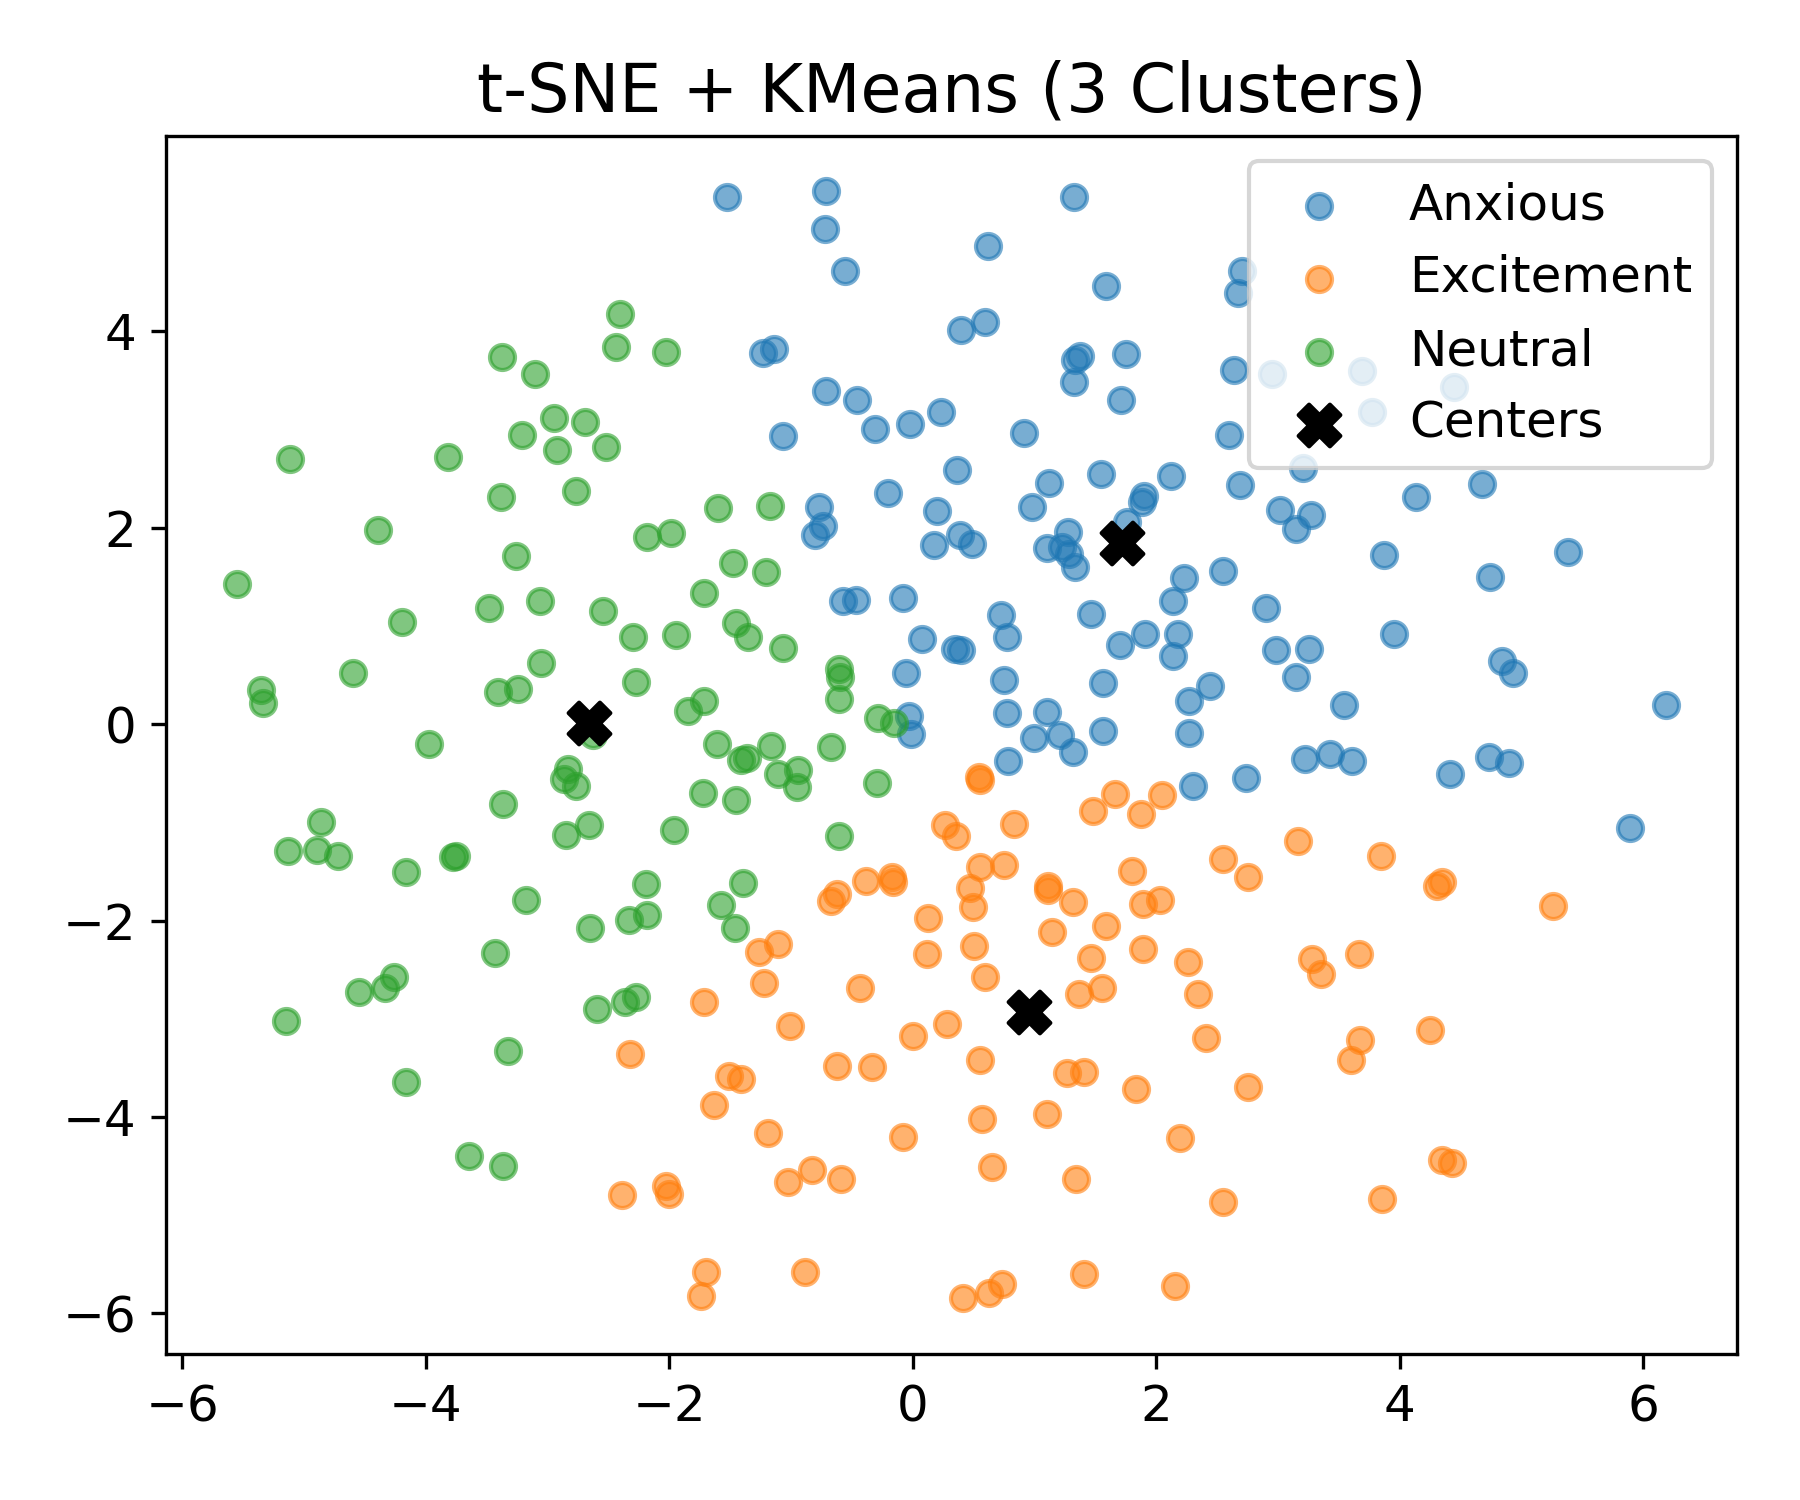 t-SNE + KMeans (3 Clusters)
Anxious
Excitement
Neutral
Centers
4
2
0
−2
−4
−6
−6 −4 −2 0 2 4 6